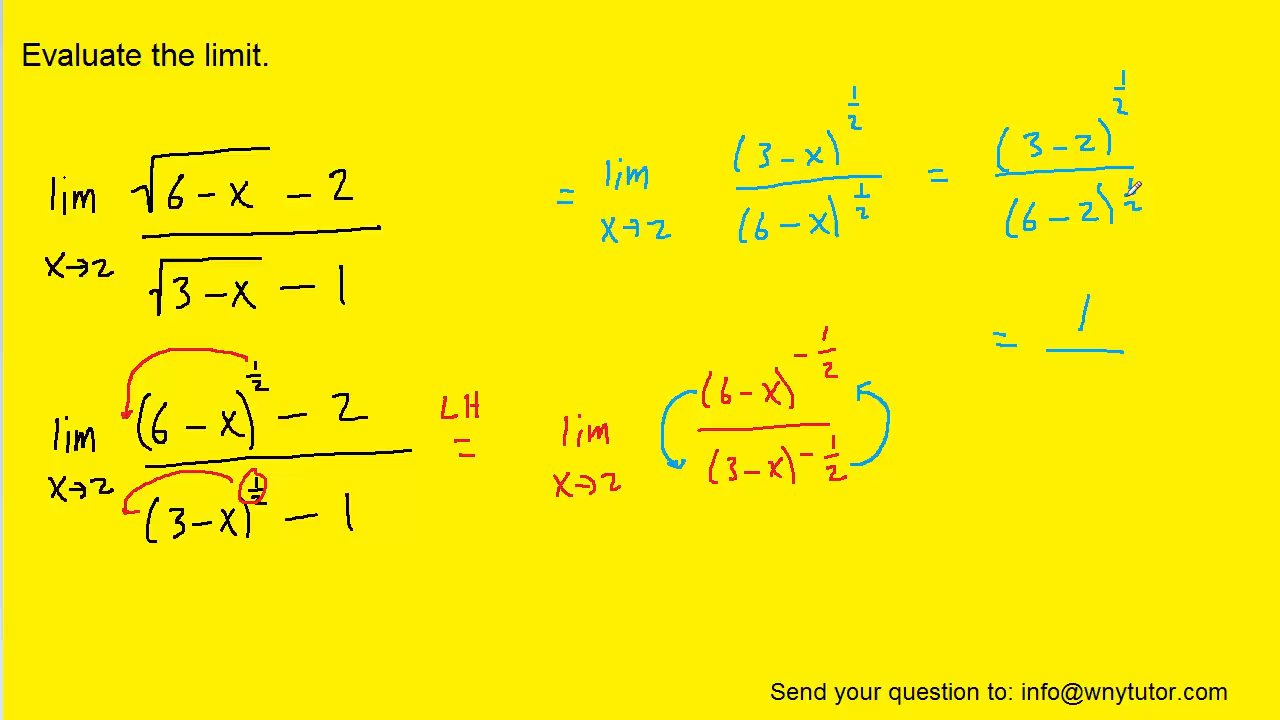 Evaluate the limit.
lim x→2 (√(6-x) - 2) / (√(3-x) - 1)
lim x→2 ((6-x)^(1/2) - 2) / ((3-x)^(1/2) - 1)
LH =
lim x→2 (6-x)^(-1/2) / (3-x)^(-1/2)
= lim x→2 (3-x)^(1/2) / (6-x)^(1/2) = (3-2)^(1/2) / (6-2)^(1/2)
= 1 /
Send your question to: info@wnytutor.com